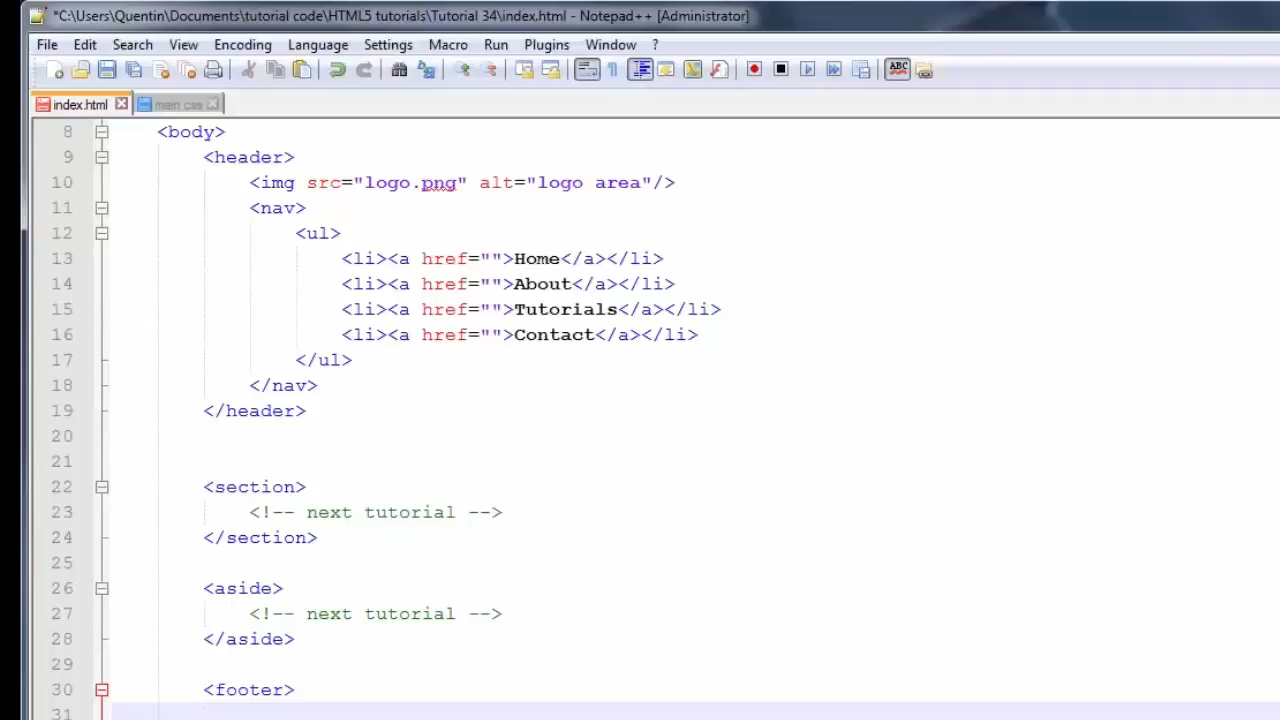 *C:\Users\Quentin\Documents\tutorial code\HTML5 tutorials\Tutorial 34\index.html - Notepad++ [Administrator]
File Edit Search View Encoding Language Settings Macro Run Plugins Window ?
ABC
index.html main.css
8 <body>
9 <header>
10 <img src="logo.png" alt="logo area"/>
11 <nav>
12 <ul>
13 <li><a href="">Home</a></li>
14 <li><a href="">About</a></li>
15 <li><a href="">Tutorials</a></li>
16 <li><a href="">Contact</a></li>
17 </ul>
18 </nav>
19 </header>
20
21
22 <section>
23 <!-- next tutorial -->
24 </section>
25
26 <aside>
27 <!-- next tutorial -->
28 </aside>
29
30 <footer>
31